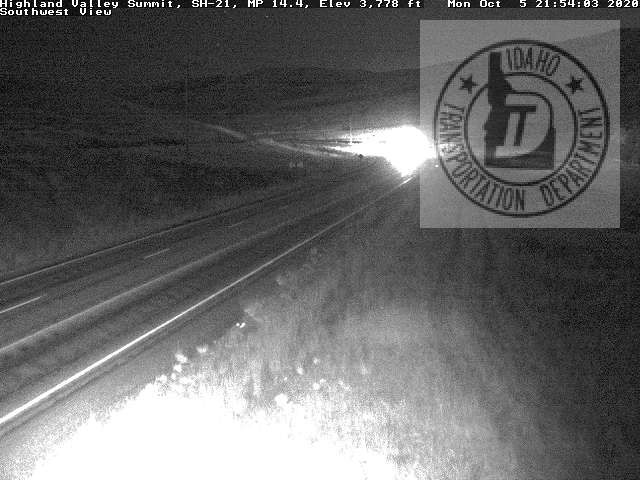 Highland Valley Summit, SH-21, MP 14.4, Elev 3,778 ft Mon Oct 5 21:54:03 2020
Southwest View
IDAHO
TRANSPORTATION DEPARTMENT